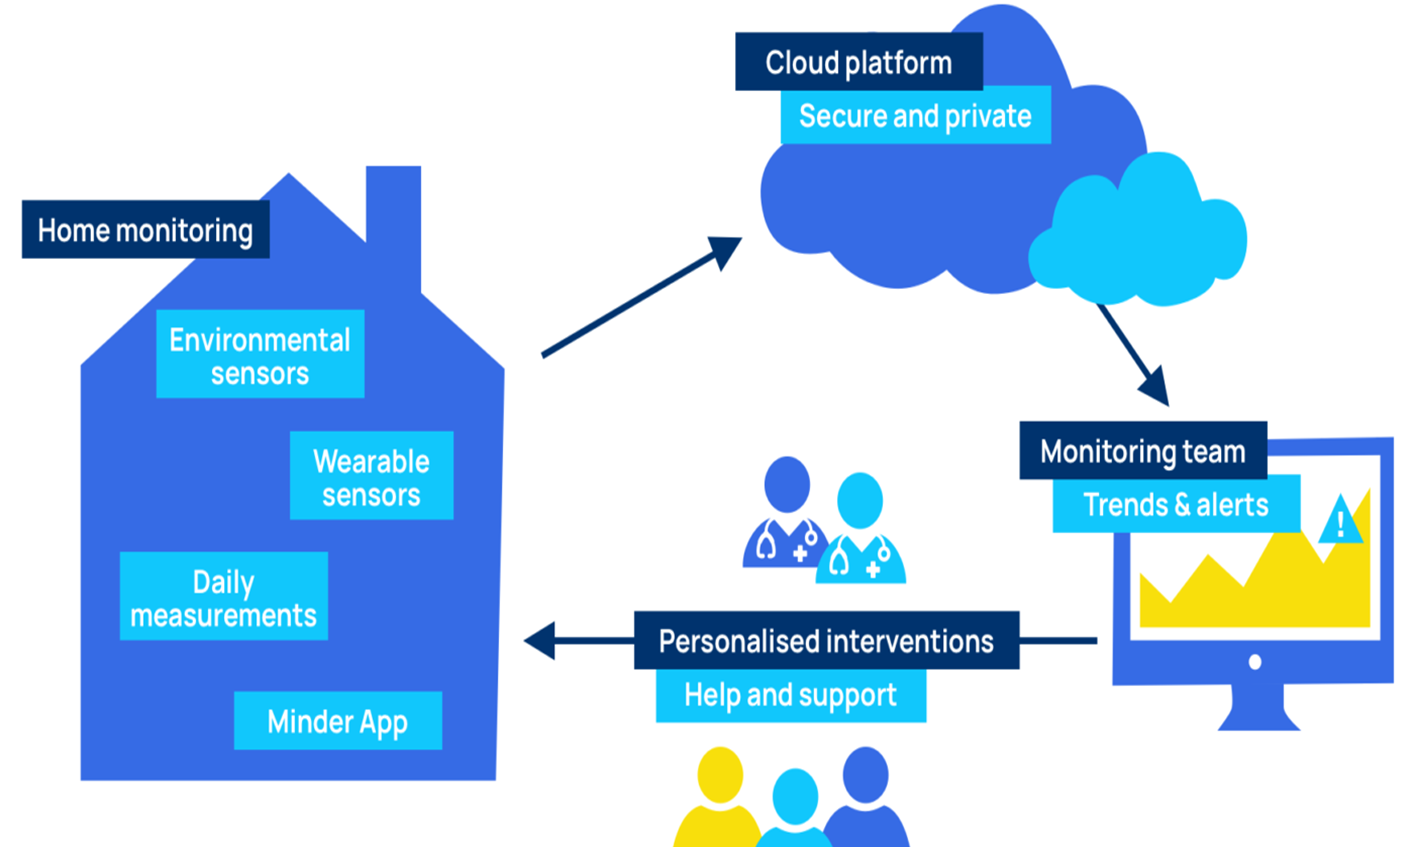 Cloud platform
Secure and private
Home monitoring
Environmental
sensors
Wearable
sensors
Daily
measurements
Minder App
Monitoring team
Trends & alerts
!
Personalised interventions
Help and support